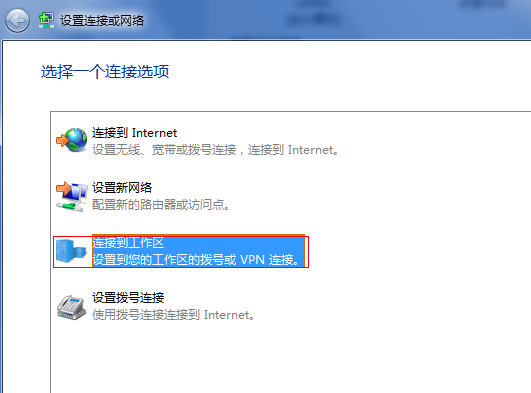 设置连接或网络
选择一个连接选项
连接到 Internet
设置无线、宽带或拨号连接，连接到 Internet。
设置新网络
配置新的路由器或访问点。
连接到工作区
设置到您的工作区的拨号或 VPN 连接。
设置拨号连接
使用拨号连接连接到 Internet。